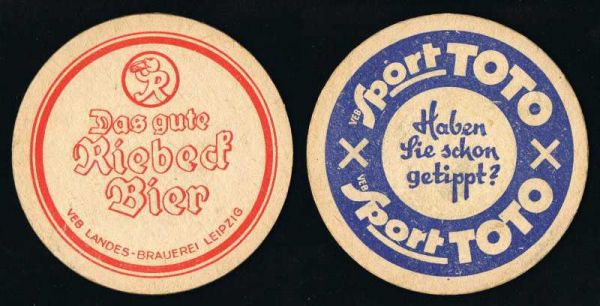 R
Das gute
Riebeck
Bier
VEB LANDES-BRAUEREI LEIPZIG
VEB Sport TOTO
Haben
Sie schon
getippt?
VEB Sport TOTO